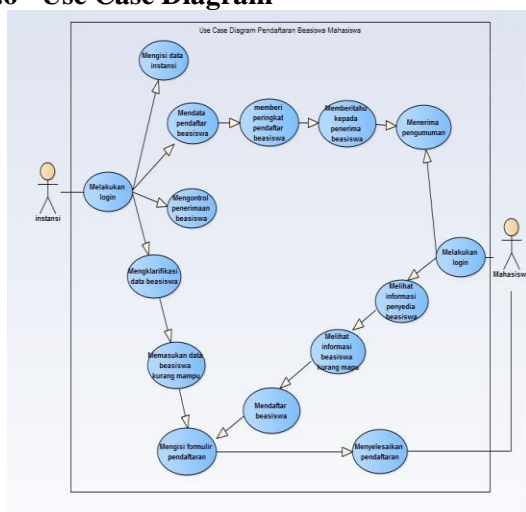 Use Case Diagram
Use Case Diagram Pendaftaran Beasiswa Mahasiswa
Mengisi data
instansi
Mendata
pendaftar
beasiswa
memberi
peringkat
pendaftar
beasiswa
Memberitahu
kepada
penerima
beasiswa
Menerima
pengumuman
instansi
Melakukan
login
Mengontrol
penerimaan
beasiswa
Melakukan
login
Mahasisw
Mengklarifikasi
data beasiswa
Melihat
informasi
penyedia
beasiswa
Memasukan data
beasiswa
kurang mampu
Melihat
informasi
beasiswa
kurang mapu
Mendaftar
beasiswa
Mengisi formulir
pendaftaran
Menyelesaikan
pendaftaran